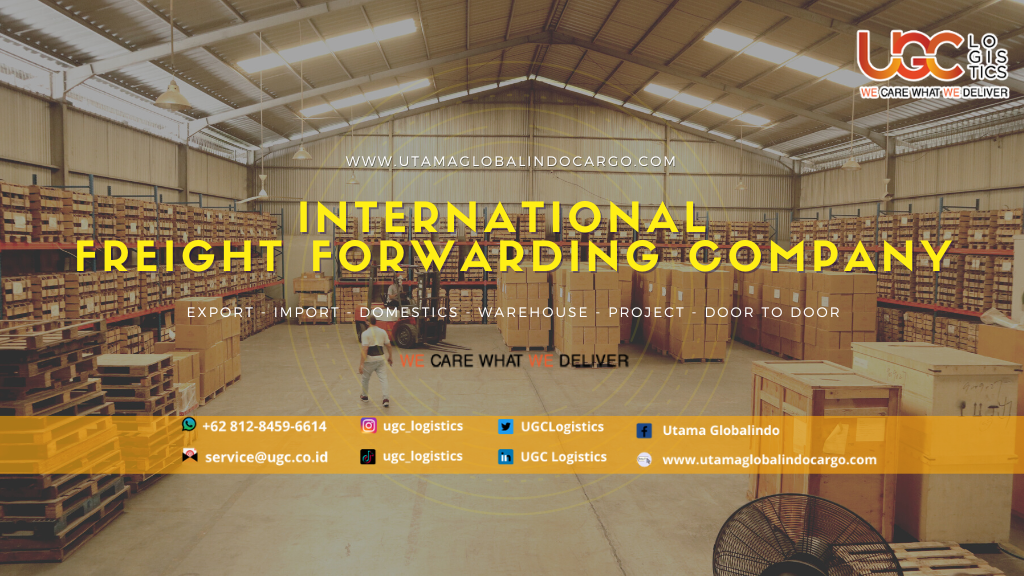 UGC LOGISTICS
WE CARE WHAT WE DELIVER
WWW.UTAMAGLOBALINDOCARGO.COM
INTERNATIONAL
FREIGHT FORWARDING COMPANY
EXPORT - IMPORT - DOMESTICS - WAREHOUSE - PROJECT - DOOR TO DOOR
WE CARE WHAT WE DELIVER
+62 812-8459-6614
ugc_logistics
UGCLogistics
Utama Globalindo
service@ugc.co.id
ugc_logistics
UGC Logistics
www.utamaglobalindocargo.com